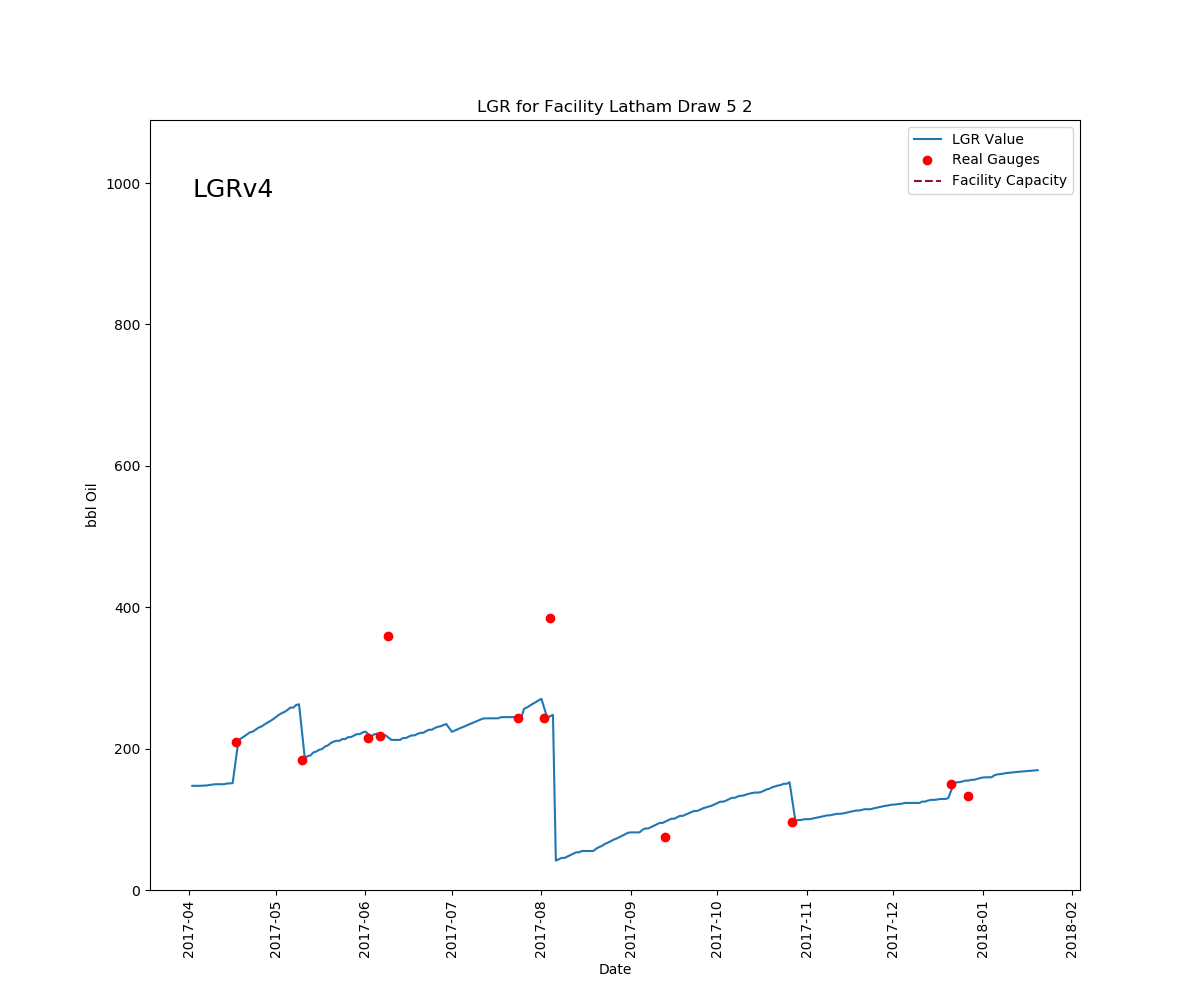 LGR for Facility Latham Draw 5 2
LGRv4
LGR Value
Real Gauges
Facility Capacity
bbl Oil
1000
800
600
400
200
0
2017-04
2017-05
2017-06
2017-07
2017-08
2017-09
2017-10
2017-11
2017-12
2018-01
2018-02
Date